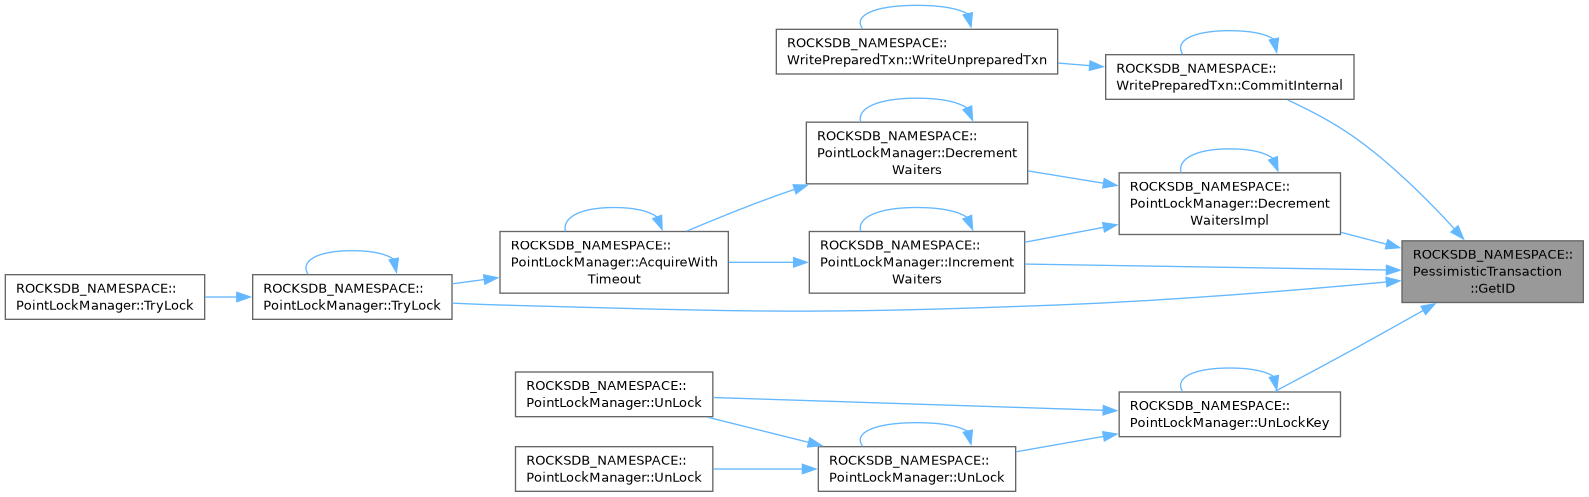 ROCKSDB_NAMESPACE::
WritePreparedTxn::WriteUnpreparedTxn
ROCKSDB_NAMESPACE::
WritePreparedTxn::CommitInternal
ROCKSDB_NAMESPACE::
PointLockManager::Decrement
Waiters
ROCKSDB_NAMESPACE::
PointLockManager::Decrement
WaitersImpl
ROCKSDB_NAMESPACE::
PointLockManager::AcquireWith
Timeout
ROCKSDB_NAMESPACE::
PointLockManager::Increment
Waiters
ROCKSDB_NAMESPACE::
PessimisticTransaction
::GetID
ROCKSDB_NAMESPACE::
PointLockManager::TryLock
ROCKSDB_NAMESPACE::
PointLockManager::TryLock
ROCKSDB_NAMESPACE::
PointLockManager::UnLock
ROCKSDB_NAMESPACE::
PointLockManager::UnLockKey
ROCKSDB_NAMESPACE::
PointLockManager::UnLock
ROCKSDB_NAMESPACE::
PointLockManager::UnLock